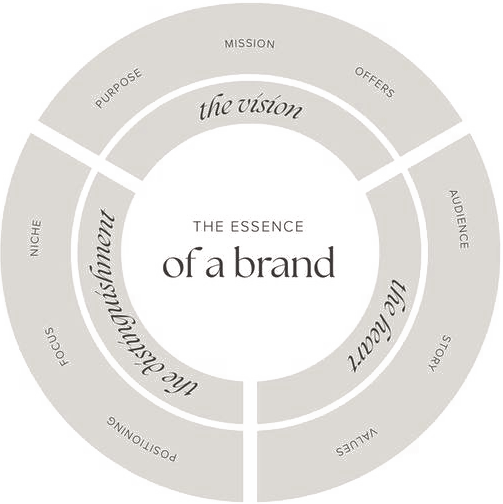 THE ESSENCE
of a brand
the vision
PURPOSE
MISSION
OFFERS
the heart
AUDIENCE
STORY
VALUES
the distinguishment
POSITIONING
FOCUS
NICHE